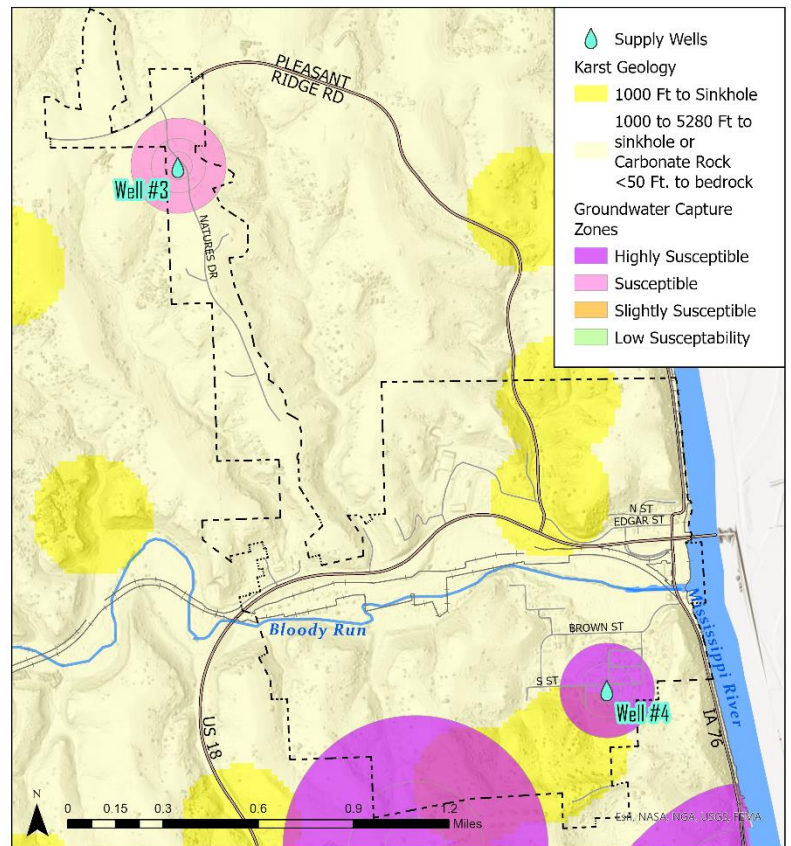 PLEASANT
RIDGE RD
Well #3
NATURES DR
N ST
EDGAR ST
Bloody Run
Mississippi River
BROWN ST
S ST
Well #4
US 18
IA 76
N
0 0.15 0.3 0.6 0.9 1.2
Miles
Esri, NASA, NGA, USGS, FEMA
Supply Wells
Karst Geology
1000 Ft to Sinkhole
1000 to 5280 Ft to
sinkhole or
Carbonate Rock
<50 Ft. to bedrock
Groundwater Capture
Zones
Highly Susceptible
Susceptible
Slightly Susceptible
Low Susceptability